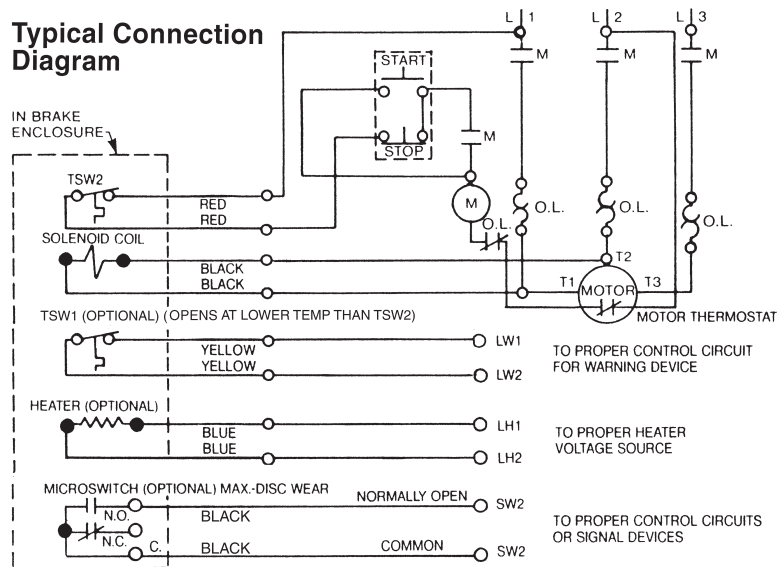 Typical Connection
Diagram
L 1
L 2
L 3
M
M
M
START
STOP
M
M
O.L.
O.L.
O.L.
O.L.
IN BRAKE
ENCLOSURE
TSW2
RED
RED
SOLENOID COIL
BLACK
BLACK
T2
T1
MOTOR
T3
MOTOR THERMOSTAT
TSW1 (OPTIONAL) (OPENS AT LOWER TEMP THAN TSW2)
YELLOW
YELLOW
LW1
LW2
TO PROPER CONTROL CIRCUIT
FOR WARNING DEVICE
HEATER (OPTIONAL)
BLUE
BLUE
LH1
LH2
TO PROPER HEATER
VOLTAGE SOURCE
MICROSWITCH (OPTIONAL) MAX.-DISC WEAR
NORMALLY OPEN
SW2
N.O.
BLACK
N.C.
C.
BLACK
COMMON
SW2
TO PROPER CONTROL CIRCUITS
OR SIGNAL DEVICES